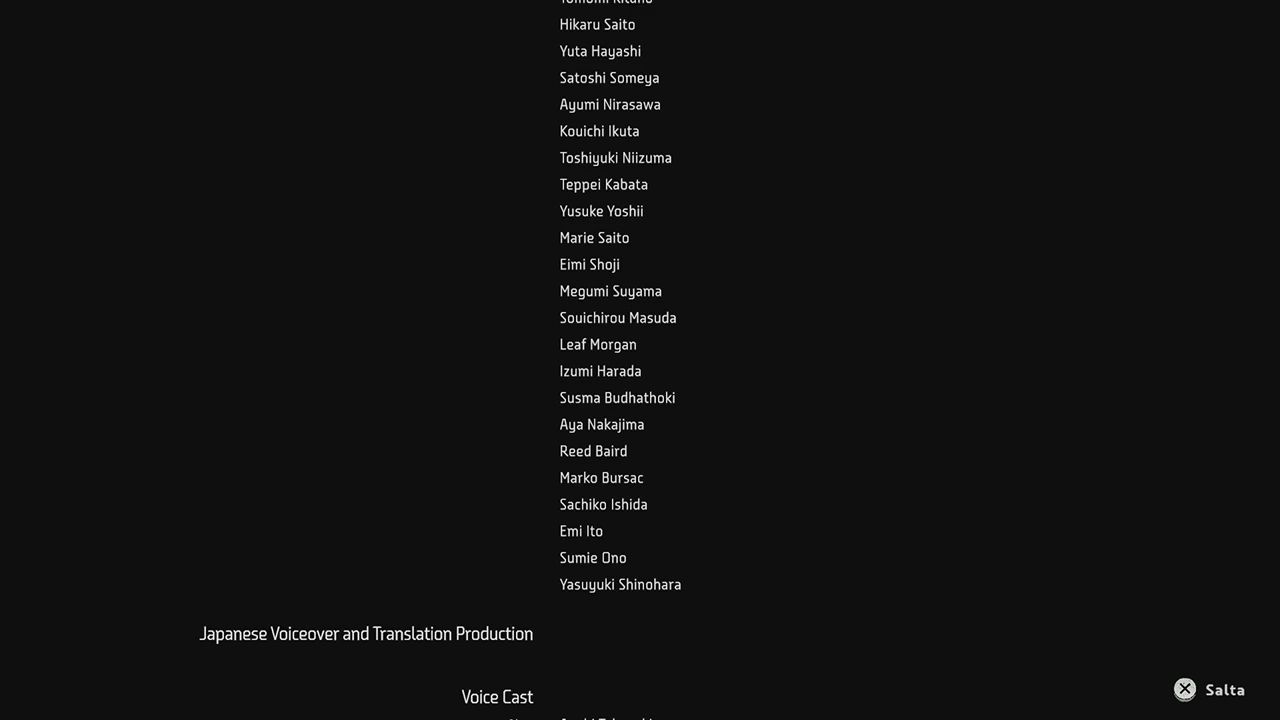 Hikaru Saito
Yuta Hayashi
Satoshi Someya
Ayumi Nirasawa
Kouichi Ikuta
Toshiyuki Niizuma
Teppei Kabata
Yusuke Yoshii
Marie Saito
Eimi Shoji
Megumi Suyama
Souichirou Masuda
Leaf Morgan
Izumi Harada
Susma Budhathoki
Aya Nakajima
Reed Baird
Marko Bursac
Sachiko Ishida
Emi Ito
Sumie Ono
Yasuyuki Shinohara
Japanese Voiceover and Translation Production
Voice Cast
Salta